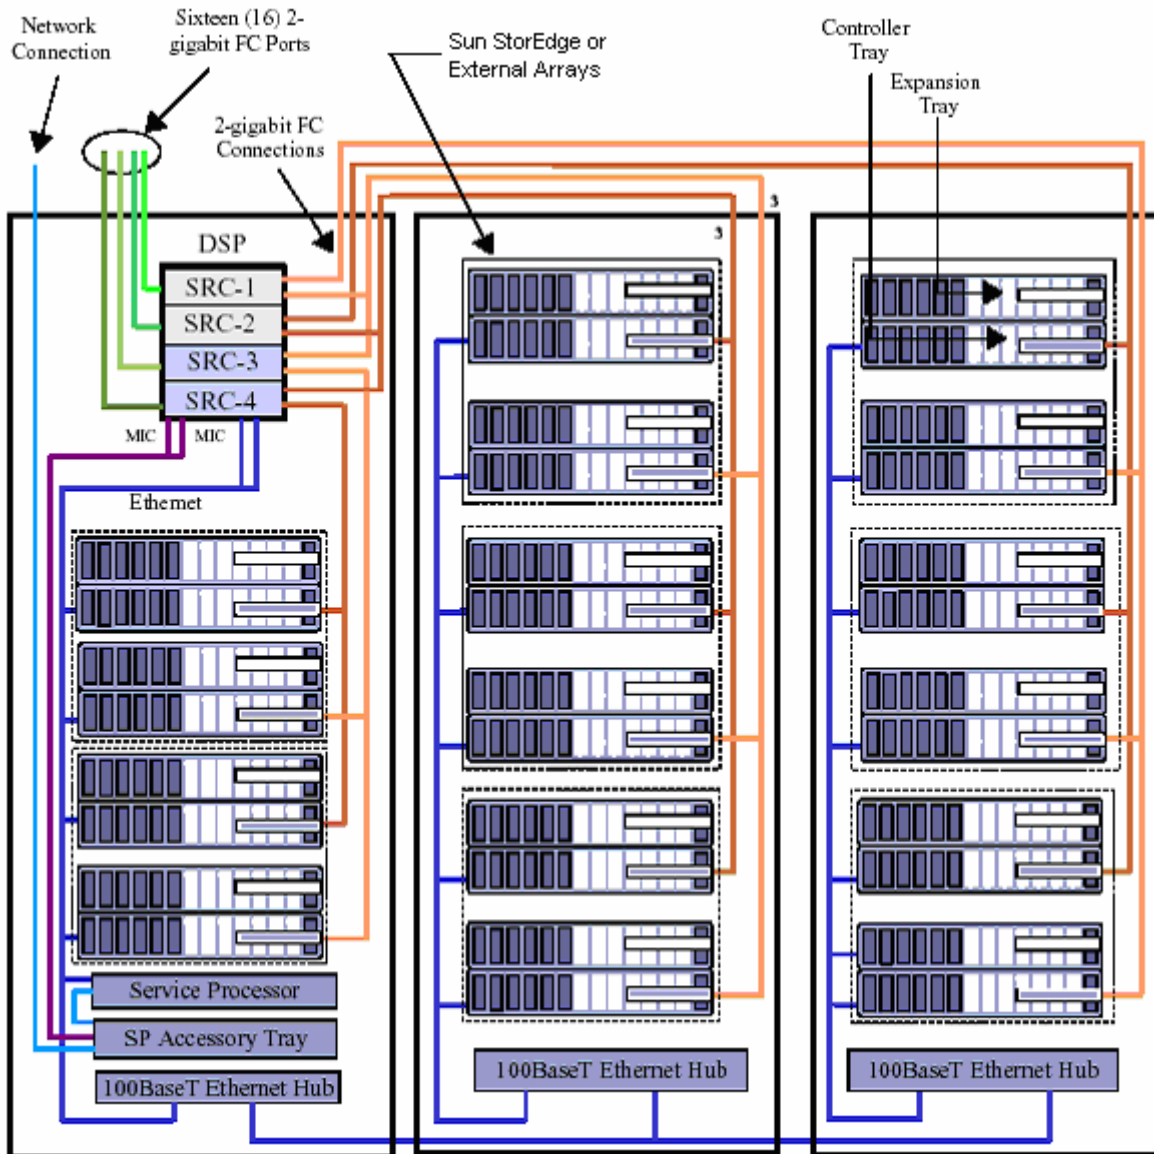 Network
Connection
Sixteen (16) 2-
gigabit FC Ports
Sun StorEdge or
External Arrays
Controller
Tray
Expansion
Tray
2-gigabit FC
Connections
3
3
DSP
SRC-1
SRC-2
SRC-3
SRC-4
MIC
MIC
Ethernet
Service Processor
SP Accessory Tray
100BaseT Ethernet Hub
100BaseT Ethernet Hub
100BaseT Ethernet Hub